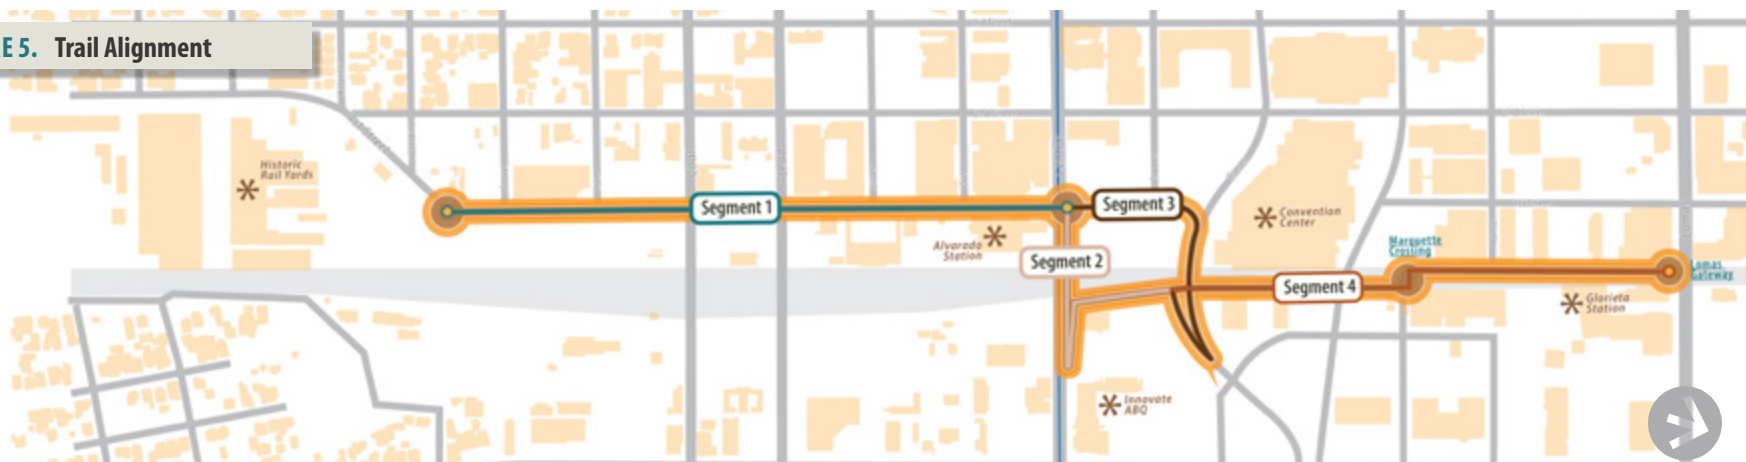 E 5. Trail Alignment
Historic
Rail Yards
Segment 1
Segment 3
Alvarado
Station
Segment 2
Convention
Center
Marquette
Crossing
Segment 4
Lomas
Gateway
Glorieta
Station
Innovate
ABQ